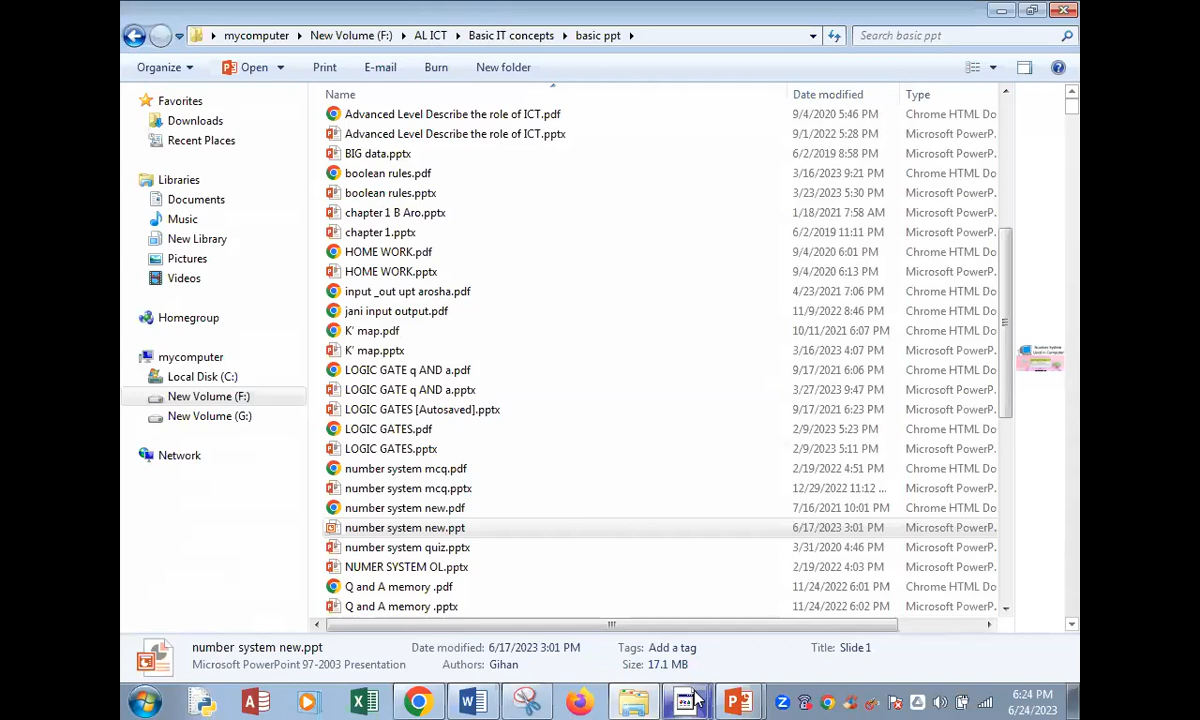 mycomputer New Volume (F:) AL ICT Basic IT concepts basic ppt Search basic ppt
Organize Open Print E-mail Burn New folder
Name Date modified Type
Favorites
Downloads
Recent Places
Libraries
Documents
Music
New Library
Pictures
Videos
Homegroup
mycomputer
Local Disk (C:)
New Volume (F:)
New Volume (G:)
Network
Advanced Level Describe the role of ICT.pdf 9/4/2020 5:46 PM Chrome HTML Do
Advanced Level Describe the role of ICT.pptx 9/1/2022 5:28 PM Microsoft PowerP.
BIG data.pptx 6/2/2019 8:58 PM Microsoft PowerP.
boolean rules.pdf 3/16/2023 9:21 PM Chrome HTML Do
boolean rules.pptx 3/23/2023 5:30 PM Microsoft PowerP.
chapter 1 B Aro.pptx 1/18/2021 7:58 AM Microsoft PowerP.
chapter 1.pptx 6/2/2019 11:11 PM Microsoft PowerP.
HOME WORK.pdf 9/4/2020 6:01 PM Chrome HTML Do
HOME WORK.pptx 9/4/2020 6:13 PM Microsoft PowerP.
input _out upt arosha.pdf 4/23/2021 7:06 PM Chrome HTML Do
jani input output.pdf 11/9/2022 8:46 PM Chrome HTML Do
K' map.pdf 10/11/2021 6:07 PM Chrome HTML Do
K' map.pptx 3/16/2023 4:07 PM Microsoft PowerP.
LOGIC GATE q AND a.pdf 9/17/2021 6:06 PM Chrome HTML Do
LOGIC GATE q AND a.pptx 3/27/2023 9:47 PM Microsoft PowerP.
LOGIC GATES [Autosaved].pptx 9/17/2021 6:23 PM Microsoft PowerP.
LOGIC GATES.pdf 2/9/2023 5:23 PM Chrome HTML Do
LOGIC GATES.pptx 2/9/2023 5:11 PM Microsoft PowerP.
number system mcq.pdf 2/19/2022 4:51 PM Chrome HTML Do
number system mcq.pptx 12/29/2022 11:12 ... Microsoft PowerP.
number system new.pdf 7/16/2021 10:01 PM Chrome HTML Do
number system new.ppt 6/17/2023 3:01 PM Microsoft PowerP.
number system quiz.pptx 3/31/2020 4:46 PM Microsoft PowerP.
NUMER SYSTEM OL.pptx 2/19/2022 4:03 PM Microsoft PowerP.
Q and A memory .pdf 11/24/2022 6:01 PM Chrome HTML Do
Q and A memory .pptx 11/24/2022 6:02 PM Microsoft PowerP.
Number System
Used in Computer
number system new.ppt Date modified: 6/17/2023 3:01 PM Tags: Add a tag Title: Slide 1
Microsoft PowerPoint 97-2003 Presentation Authors: Gihan Size: 17.1 MB
6:24 PM
6/24/2023